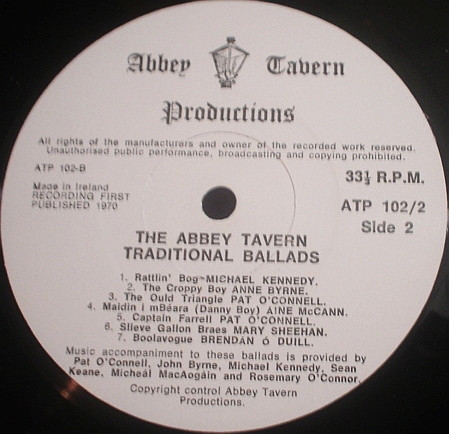 Abbey Tavern
Productions
All rights of the manufacturers and owner of the recorded work reserved.
Unauthorised public performance, broadcasting and copying prohibited.
ATP 102-B
33⅓ R.P.M.
Made in Ireland
RECORDING FIRST
PUBLISHED 1970
ATP 102/2
Side 2
THE ABBEY TAVERN
TRADITIONAL BALLADS
1. Rattlin' Bog-MICHAEL KENNEDY.
2. The Croppy Boy ANNE BYRNE.
3. The Ould Triangle PAT O'CONNELL.
4. Maidin i mBéara (Danny Boy) AINE McCANN.
5. Captain Farrell PAT O'CONNELL.
6. Slieve Gallon Braes MARY SHEEHAN.
7. Boolavogue BRENDÁN Ó DUILL.
Music accompaniment to these ballads is provided by
Pat O'Connell, John Byrne, Michael Kennedy, Sean
Keane, Micheál MacAogáin and Rosemary O'Connor.
Copyright control Abbey Tavern
Productions.